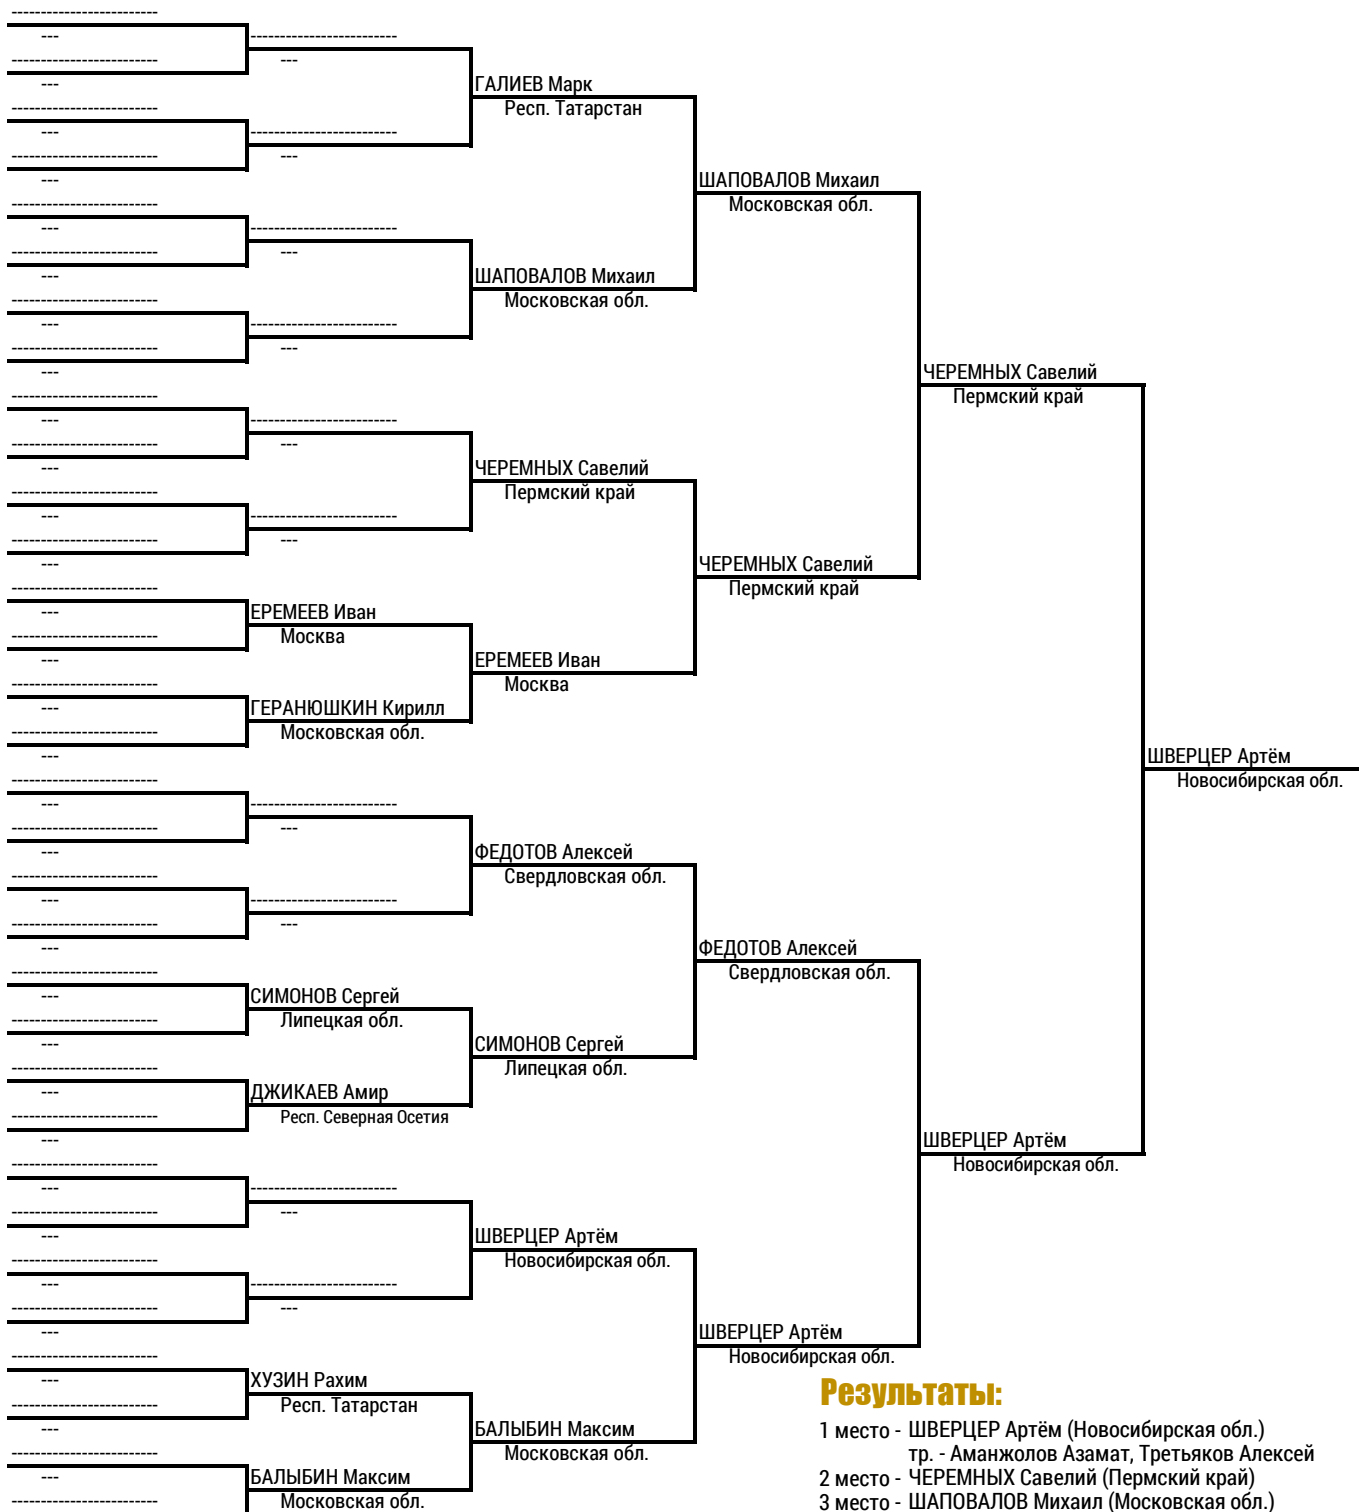 -------------------------
---
-------------------------
---
-------------------------
---
-------------------------
---
-------------------------
---
-------------------------
---
-------------------------
---
-------------------------
---
-------------------------
---
-------------------------
---
-------------------------
---
-------------------------
---
-------------------------
---
-------------------------
---
-------------------------
---
-------------------------
---
-------------------------
---
-------------------------
---
-------------------------
---
-------------------------
---
-------------------------
---
-------------------------
---
-------------------------
---
-------------------------
---
-------------------------
---
-------------------------
---
-------------------------
---
-------------------------
---
-------------------------
---
-------------------------
---
-------------------------
---
-------------------------
-------------------------
---
-------------------------
---
-------------------------
---
-------------------------
---
-------------------------
---
-------------------------
---
ЕРЕМЕЕВ Иван
Москва
ГЕРАНЮШКИН Кирилл
Московская обл.
-------------------------
---
-------------------------
---
СИМОНОВ Сергей
Липецкая обл.
ДЖИКАЕВ Амир
Респ. Северная Осетия
-------------------------
---
-------------------------
---
ХУЗИН Рахим
Респ. Татарстан
БАЛЫБИН Максим
Московская обл.
ГАЛИЕВ Марк
Респ. Татарстан
ШАПОВАЛОВ Михаил
Московская обл.
ЧЕРЕМНЫХ Савелий
Пермский край
ЕРЕМЕЕВ Иван
Москва
ФЕДОТОВ Алексей
Свердловская обл.
СИМОНОВ Сергей
Липецкая обл.
ШВЕРЦЕР Артём
Новосибирская обл.
БАЛЫБИН Максим
Московская обл.
ШАПОВАЛОВ Михаил
Московская обл.
ЧЕРЕМНЫХ Савелий
Пермский край
ФЕДОТОВ Алексей
Свердловская обл.
ШВЕРЦЕР Артём
Новосибирская обл.
ЧЕРЕМНЫХ Савелий
Пермский край
ШВЕРЦЕР Артём
Новосибирская обл.
ШВЕРЦЕР Артём
Новосибирская обл.
Результаты:
1 место - ШВЕРЦЕР Артём (Новосибирская обл.)
тр. - Аманжолов Азамат, Третьяков Алексей
2 место - ЧЕРЕМНЫХ Савелий (Пермский край)
3 место - ШАПОВАЛОВ Михаил (Московская обл.)